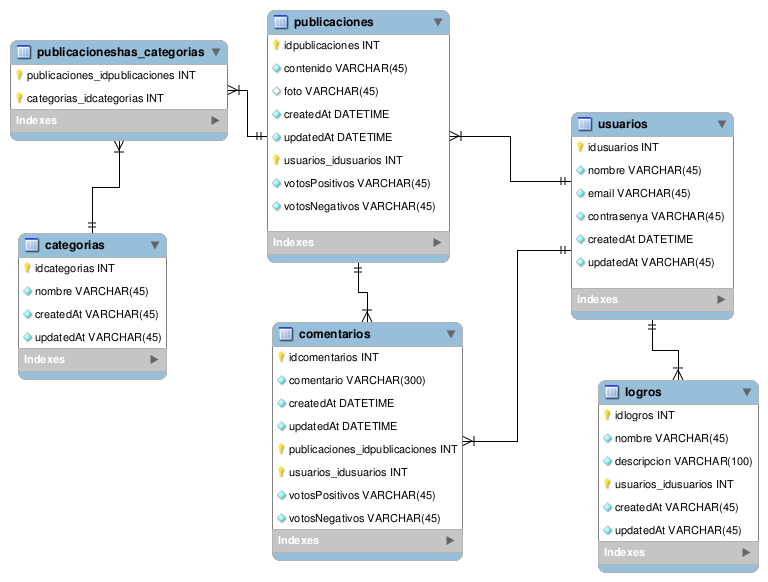 publicacioneshas_categorias
publicaciones_idpublicaciones INT
categorias_idcategorias INT
Indexes
publicaciones
idpublicaciones INT
contenido VARCHAR(45)
foto VARCHAR(45)
createdAt DATETIME
updatedAt DATETIME
usuarios_idusuarios INT
votosPositivos VARCHAR(45)
votosNegativos VARCHAR(45)
Indexes
usuarios
idusuarios INT
nombre VARCHAR(45)
email VARCHAR(45)
contrasenya VARCHAR(45)
createdAt DATETIME
updatedAt VARCHAR(45)
Indexes
categorias
idcategorias INT
nombre VARCHAR(45)
createdAt VARCHAR(45)
updatedAt VARCHAR(45)
Indexes
comentarios
idcomentarios INT
comentario VARCHAR(300)
createdAt DATETIME
updatedAt DATETIME
publicaciones_idpublicaciones INT
usuarios_idusuarios INT
votosPositivos VARCHAR(45)
votosNegativos VARCHAR(45)
Indexes
logros
idlogros INT
nombre VARCHAR(45)
descripcion VARCHAR(100)
usuarios_idusuarios INT
createdAt VARCHAR(45)
updatedAt VARCHAR(45)
Indexes